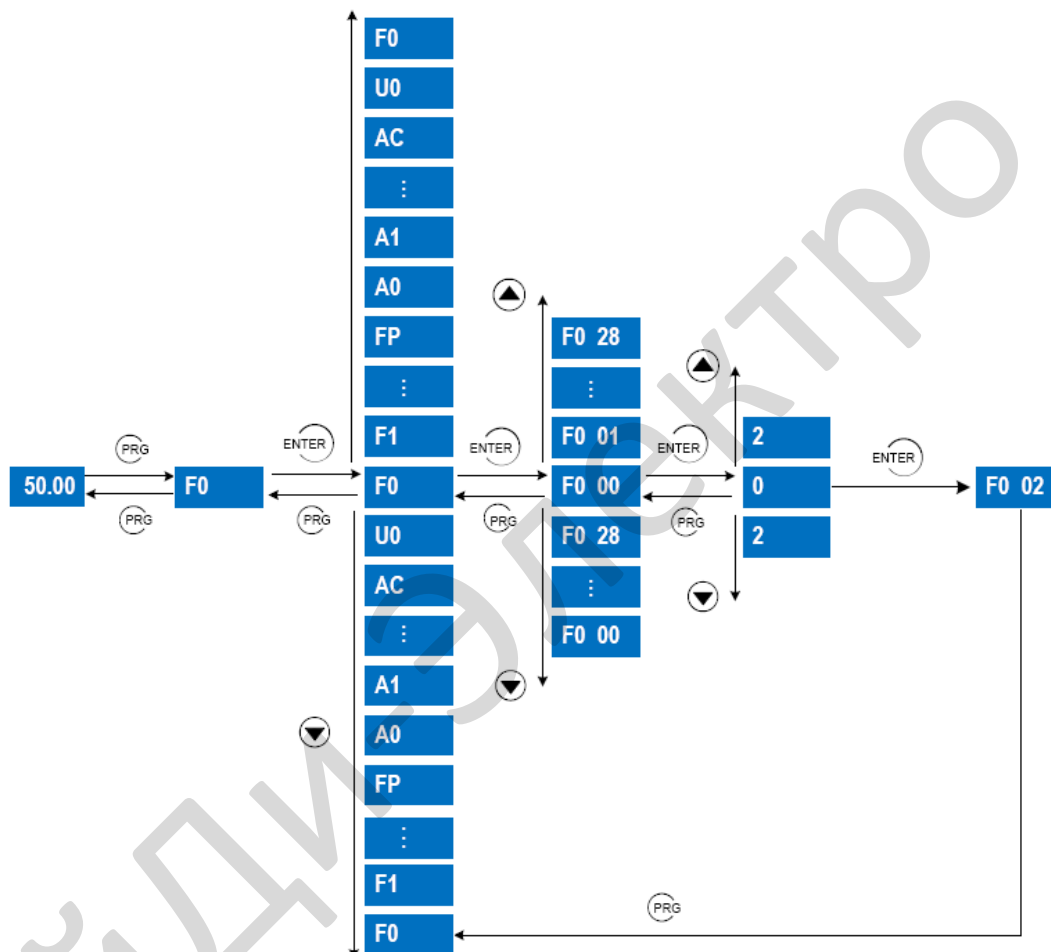 F0
U0
AC
⋮
A1
A0
FP
⋮
F1
F0
U0
AC
⋮
A1
A0
FP
⋮
F1
F0
50.00
PRG
PRG
F0
ENTER
PRG
ENTER
PRG
F0 28
⋮
F0 01
F0 00
F0 28
⋮
F0 00
ENTER
PRG
2
0
2
ENTER
F0 02
PRG
йДи-Электро